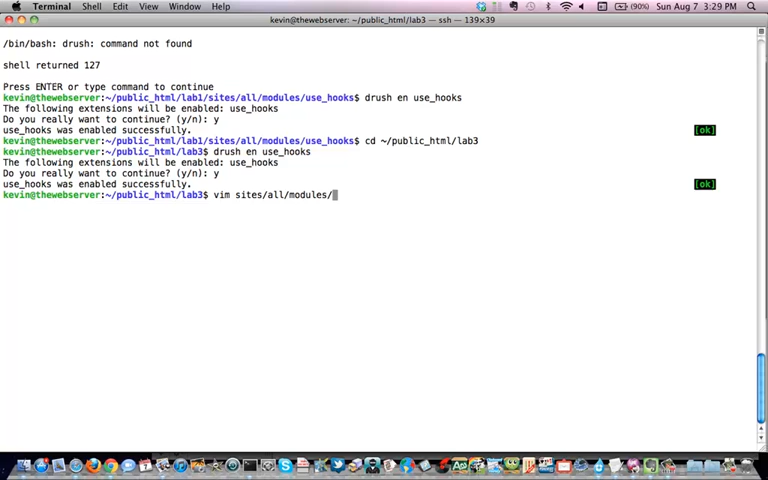 Terminal Shell Edit View Window Help
(90%) Sun Aug 7 3:29 PM
kevin@thewebserver: ~/public_html/lab3 — ssh — 139×39
/bin/bash: drush: command not found
shell returned 127
Press ENTER or type command to continue
kevin@thewebserver:~/public_html/lab1/sites/all/modules/use_hooks$ drush en use_hooks
The following extensions will be enabled: use_hooks
Do you really want to continue? (y/n): y
use_hooks was enabled successfully. [ok]
kevin@thewebserver:~/public_html/lab1/sites/all/modules/use_hooks$ cd ~/public_html/lab3
kevin@thewebserver:~/public_html/lab3$ drush en use_hooks
The following extensions will be enabled: use_hooks
Do you really want to continue? (y/n): y
use_hooks was enabled successfully. [ok]
kevin@thewebserver:~/public_html/lab3$ vim sites/all/modules/